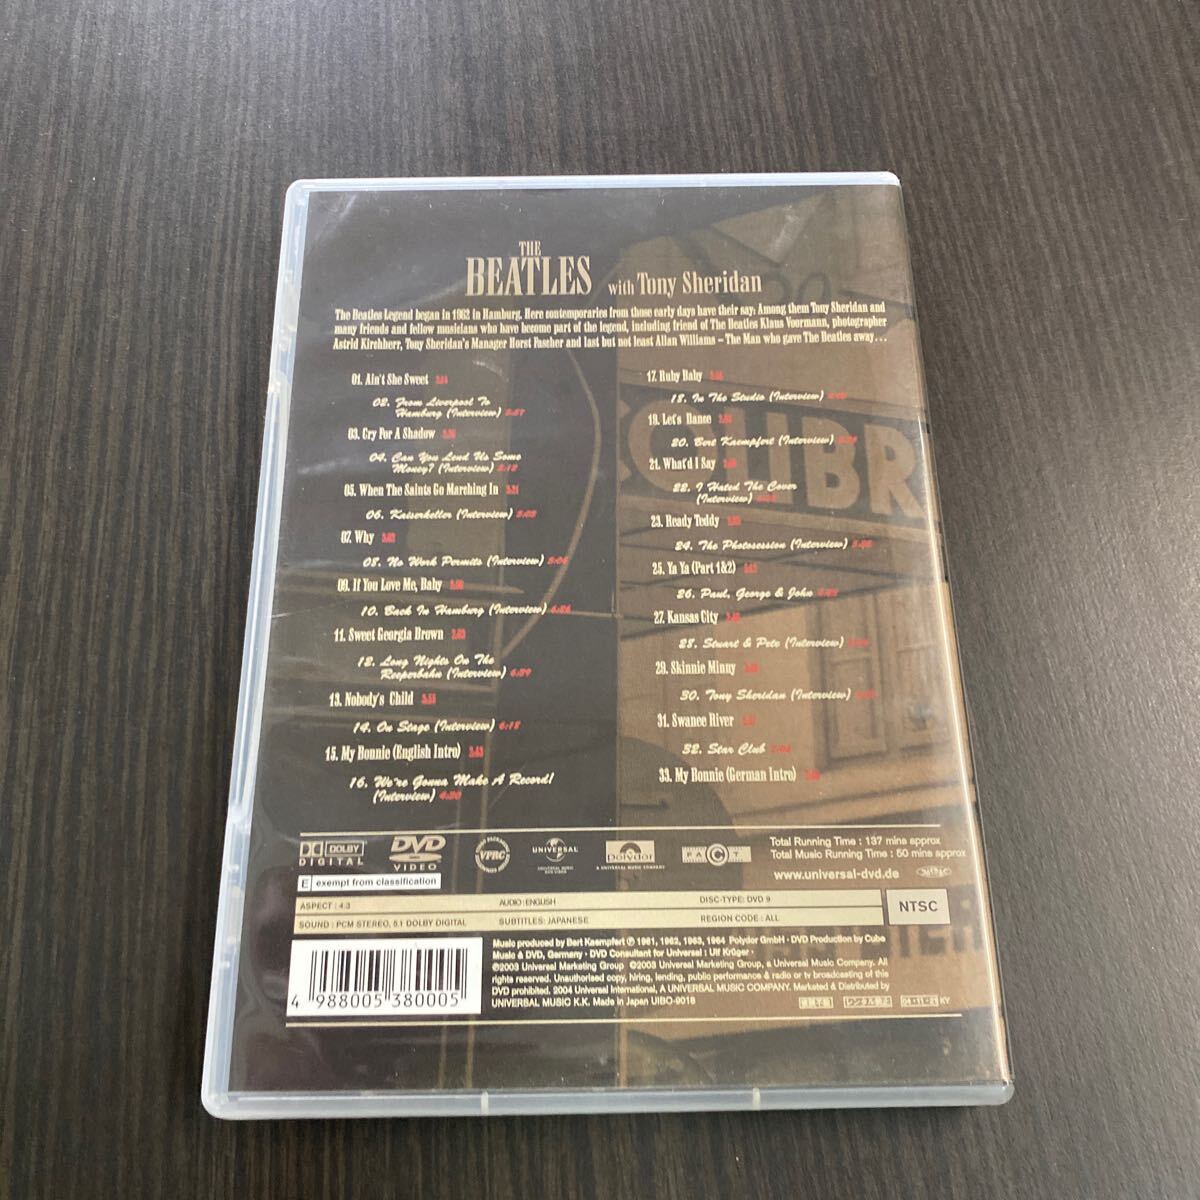 THE
BEATLES with Tony Sheridan
The Beatles Legend began in 1962 in Hamburg. Here contemporaries from those early days have their say: Among them Tony Sheridan and
many friends and fellow musicians who have become part of the legend, including friend of The Beatles Klaus Voormann, photographer
Astrid Kirchherr, Tony Sheridan's Manager Horst Fascher and last but not least Allan Williams – The Man who gave The Beatles away...
01. Ain't She Sweet
02. From Liverpool To
Hamburg (Interview)
03. Cry For A Shadow
04. Can You Lend Us Some
Money? (Interview) 5:12
05. When The Saints Go Marching In
06. Kaiserkeller (Interview)
07. Why
08. No Work Permits (Interview)
09. If You Love Me, Baby
10. Back In Hamburg (Interview)
11. Sweet Georgia Brown
12. Long Nights On The
Reeperbahn (Interview)
13. Nobody's Child
14. On Stage (Interview) 6:18
15. My Bonnie (English Intro)
16. We're Gonna Make A Record!
(Interview)
17. Ruby Baby
18. In The Studio (Interview)
19. Let's Dance
20. Bert Kaempfert (Interview)
21. What'd I Say
22. I Hated The Cover
(Interview)
23. Ready Teddy
24. The Photosession (Interview)
25. Ya Ya (Part 1&2)
26. Paul, George & John
27. Kansas City
28. Stuart & Pete (Interview)
29. Skinnie Minny
30. Tony Sheridan (Interview)
31. Swanee River
32. Star Club
33. My Bonnie (German Intro)
COLIBR
DOLBY
DIGITAL
DVD
VIDEO
VPRC
UNIVERSAL
UNIVERSAL MUSIC
DVD VIDEO
Polydor
A UNIVERSAL MUSIC COMPANY
Total Running Time : 137 mins approx
Total Music Running Time : 50 mins approx
www.universal-dvd.de
E exempt from classification
ASPECT : 4:3
AUDIO : ENGLISH
DISC-TYPE: DVD 9
SOUND : PCM STEREO, 5.1 DOLBY DIGITAL
SUBTITLES: JAPANESE
REGION CODE : ALL
NTSC
Music produced by Bert Kaempfert ℗ 1961, 1962, 1963, 1964 Polydor GmbH · DVD Production by Cube
Music & DVD, Germany · DVD Consultant for Universal : Ulf Krüger ·
©2003 Universal Marketing Group ©2003 Universal Marketing Group, a Universal Music Company. All
rights reserved. Unauthorised copy, hiring, lending, public performance & radio or tv broadcasting of this
DVD prohibited. 2004 Universal International, A UNIVERSAL MUSIC COMPANY. Marketed & Distributed by
UNIVERSAL MUSIC K.K. Made in Japan UIBO-9018
4 988005 380005